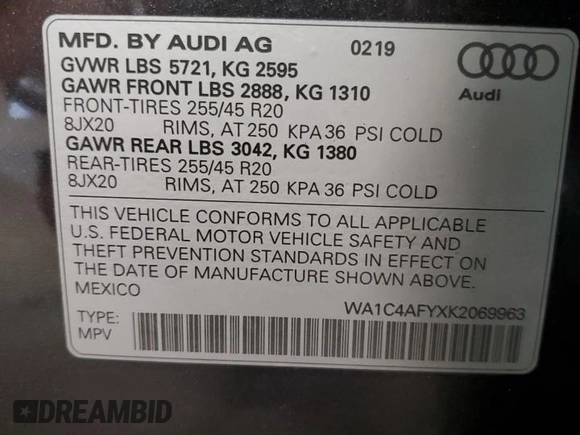 MFD. BY AUDI AG 0219
GVWR LBS 5721, KG 2595
GAWR FRONT LBS 2888, KG 1310
FRONT-TIRES 255/45 R20
8JX20 RIMS, AT 250 KPA 36 PSI COLD
GAWR REAR LBS 3042, KG 1380
REAR-TIRES 255/45 R20
8JX20 RIMS, AT 250 KPA 36 PSI COLD
Audi
THIS VEHICLE CONFORMS TO ALL APPLICABLE
U.S. FEDERAL MOTOR VEHICLE SAFETY AND
THEFT PREVENTION STANDARDS IN EFFECT ON
THE DATE OF MANUFACTURE SHOWN ABOVE.
MEXICO
WA1C4AFYXK2069963
TYPE:
MPV
DREAMBID